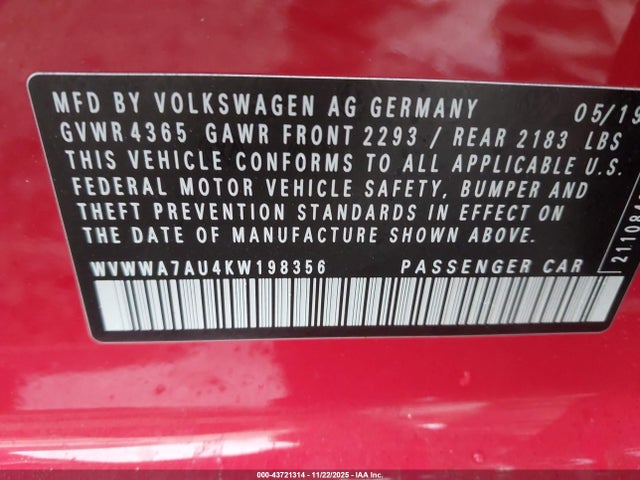 MFD BY VOLKSWAGEN AG GERMANY 05/19
GVWR 4365 GAWR FRONT 2293 / REAR 2183 LBS
THIS VEHICLE CONFORMS TO ALL APPLICABLE U.S.
FEDERAL MOTOR VEHICLE SAFETY, BUMPER AND
THEFT PREVENTION STANDARDS IN EFFECT ON
THE DATE OF MANUFACTURE SHOWN ABOVE.
WVWWA7AU4KW198356 PASSENGER CAR
000-43721314 - 11/22/2025 - IAA Inc.